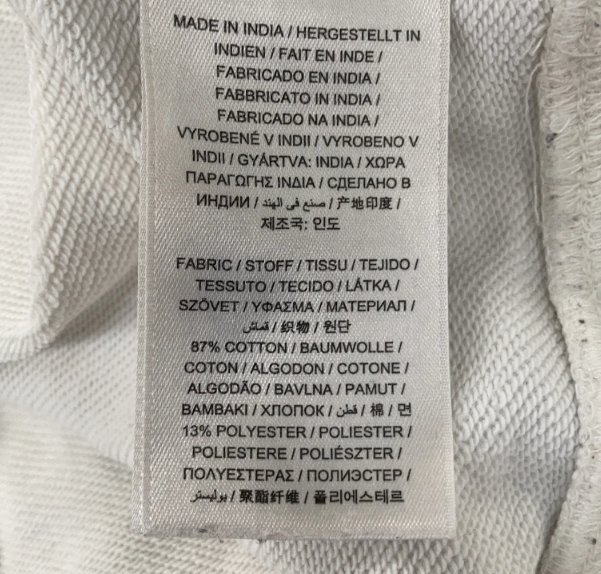 MADE IN INDIA / HERGESTELLT IN
INDIEN / FAIT EN INDE /
FABRICADO EN INDIA /
FABBRICATO IN INDIA /
FABRICADO NA INDIA /
VYROBENÉ V INDII / VYROBENO V
INDII / GYÁRTVA: INDIA / ΧΩΡΑ
ΠΑΡΑΓΩΓΗΣ ΙΝΔΙΑ / СДЕЛАНО В
ИНДИИ / صنع فى الهند / 产地印度 /
제조국: 인도
FABRIC / STOFF / TISSU / TEJIDO /
TESSUTO / TECIDO / LÁTKA /
SZÖVET / ΥΦΑΣΜΑ / МАТЕРИАЛ /
قماش / 织物 / 원단
87% COTTON / BAUMWOLLE /
COTON / ALGODON / COTONE /
ALGODÃO / BAVLNA / PAMUT /
BAMBAKI / ХЛОПОК / قطن / 棉 / 면
13% POLYESTER / POLIESTER /
POLIESTERE / POLIÉSZTER /
ΠΟΛΥΕΣΤΕΡΑΣ / ПОЛИЭСТЕР /
بوليستر / 聚酯纤维 / 폴리에스테르